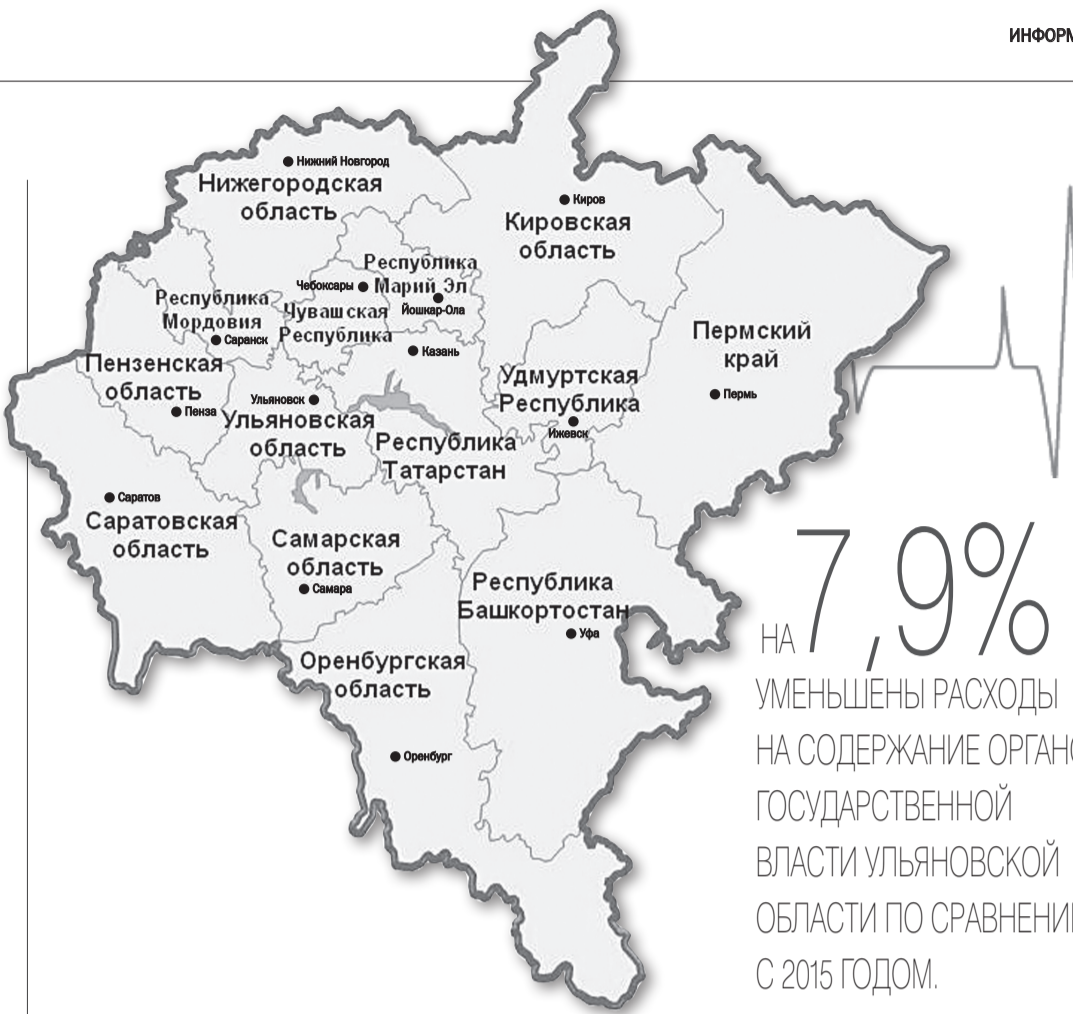 ИНФОРМ
Нижний Новгород
Нижегородская
область
Киров
Кировская
область
Республика
Марий Эл
Йошкар-Ола
Чебоксары
Чувашская
Республика
Республика
Мордовия
Саранск
Казань
Пермский
край
Пермь
Пензенская
область
Пенза
Удмуртская
Республика
Ижевск
Ульяновск
Ульяновская
область
Республика
Татарстан
Саратов
Саратовская
область
Самарская
область
Самара
Республика
Башкортостан
Уфа
Оренбургская
область
Оренбург
НА 7,9%
УМЕНЬШЕНЫ РАСХОДЫ
НА СОДЕРЖАНИЕ ОРГАНО
ГОСУДАРСТВЕННОЙ
ВЛАСТИ УЛЬЯНОВСКОЙ
ОБЛАСТИ ПО СРАВНЕНИ
С 2015 ГОДОМ.